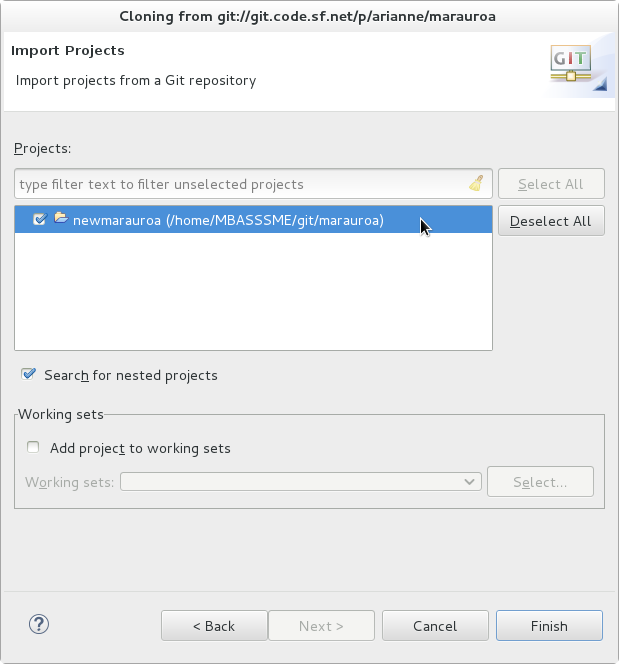 Cloning from git://git.code.sf.net/p/arianne/marauroa
Import Projects
Import projects from a Git repository
GIT
Projects:
type filter text to filter unselected projects
Select All
newmarauroa (/home/MBASSSME/git/marauroa)
Deselect All
Search for nested projects
Working sets
Add project to working sets
Working sets:
Select...
?
< Back
Next >
Cancel
Finish